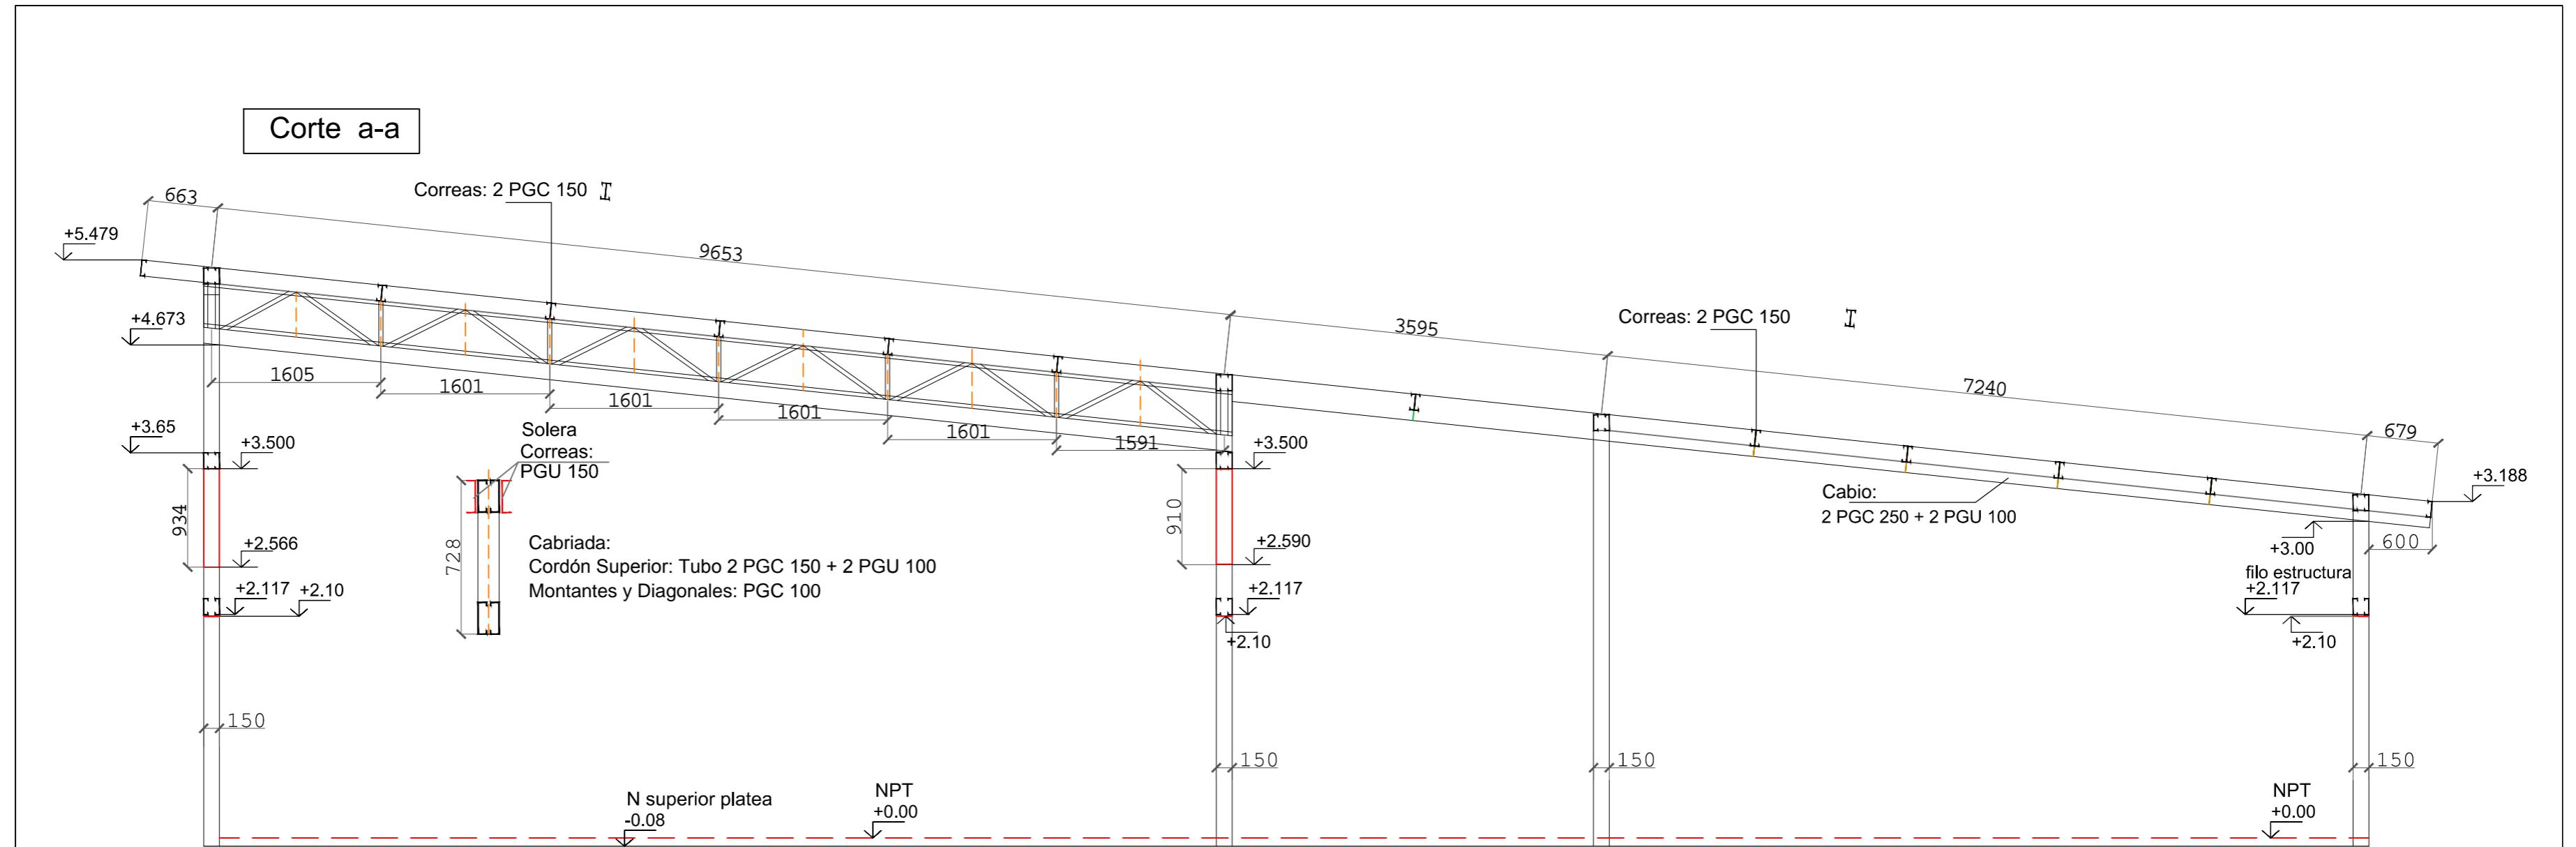 Corte a-a
Correas: 2 PGC 150
663
+5.479
9653
+4.673
3595
Correas: 2 PGC 150
7240
679
1605
1601
1601
1601
1601
1591
+3.65
+3.500
Solera
Correas:
PGU 150
+3.500
+3.188
Cabio:
2 PGC 250 + 2 PGU 100
934
910
728
+2.566
Cabriada:
Cordón Superior: Tubo 2 PGC 150 + 2 PGU 100
Montantes y Diagonales: PGC 100
+2.590
+3.00
600
filo estructura
+2.117
+2.117
+2.10
+2.117
+2.10
+2.10
150
150
150
150
N superior platea
-0.08
NPT
+0.00
NPT
+0.00